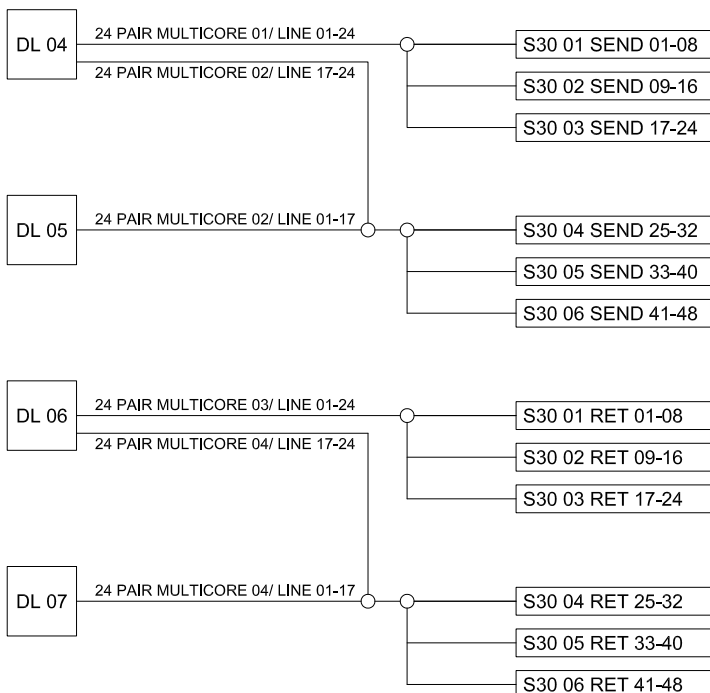 DL 04
24 PAIR MULTICORE 01/ LINE 01-24
24 PAIR MULTICORE 02/ LINE 17-24
S30 01 SEND 01-08
S30 02 SEND 09-16
S30 03 SEND 17-24
DL 05
24 PAIR MULTICORE 02/ LINE 01-17
S30 04 SEND 25-32
S30 05 SEND 33-40
S30 06 SEND 41-48
DL 06
24 PAIR MULTICORE 03/ LINE 01-24
24 PAIR MULTICORE 04/ LINE 17-24
S30 01 RET 01-08
S30 02 RET 09-16
S30 03 RET 17-24
DL 07
24 PAIR MULTICORE 04/ LINE 01-17
S30 04 RET 25-32
S30 05 RET 33-40
S30 06 RET 41-48